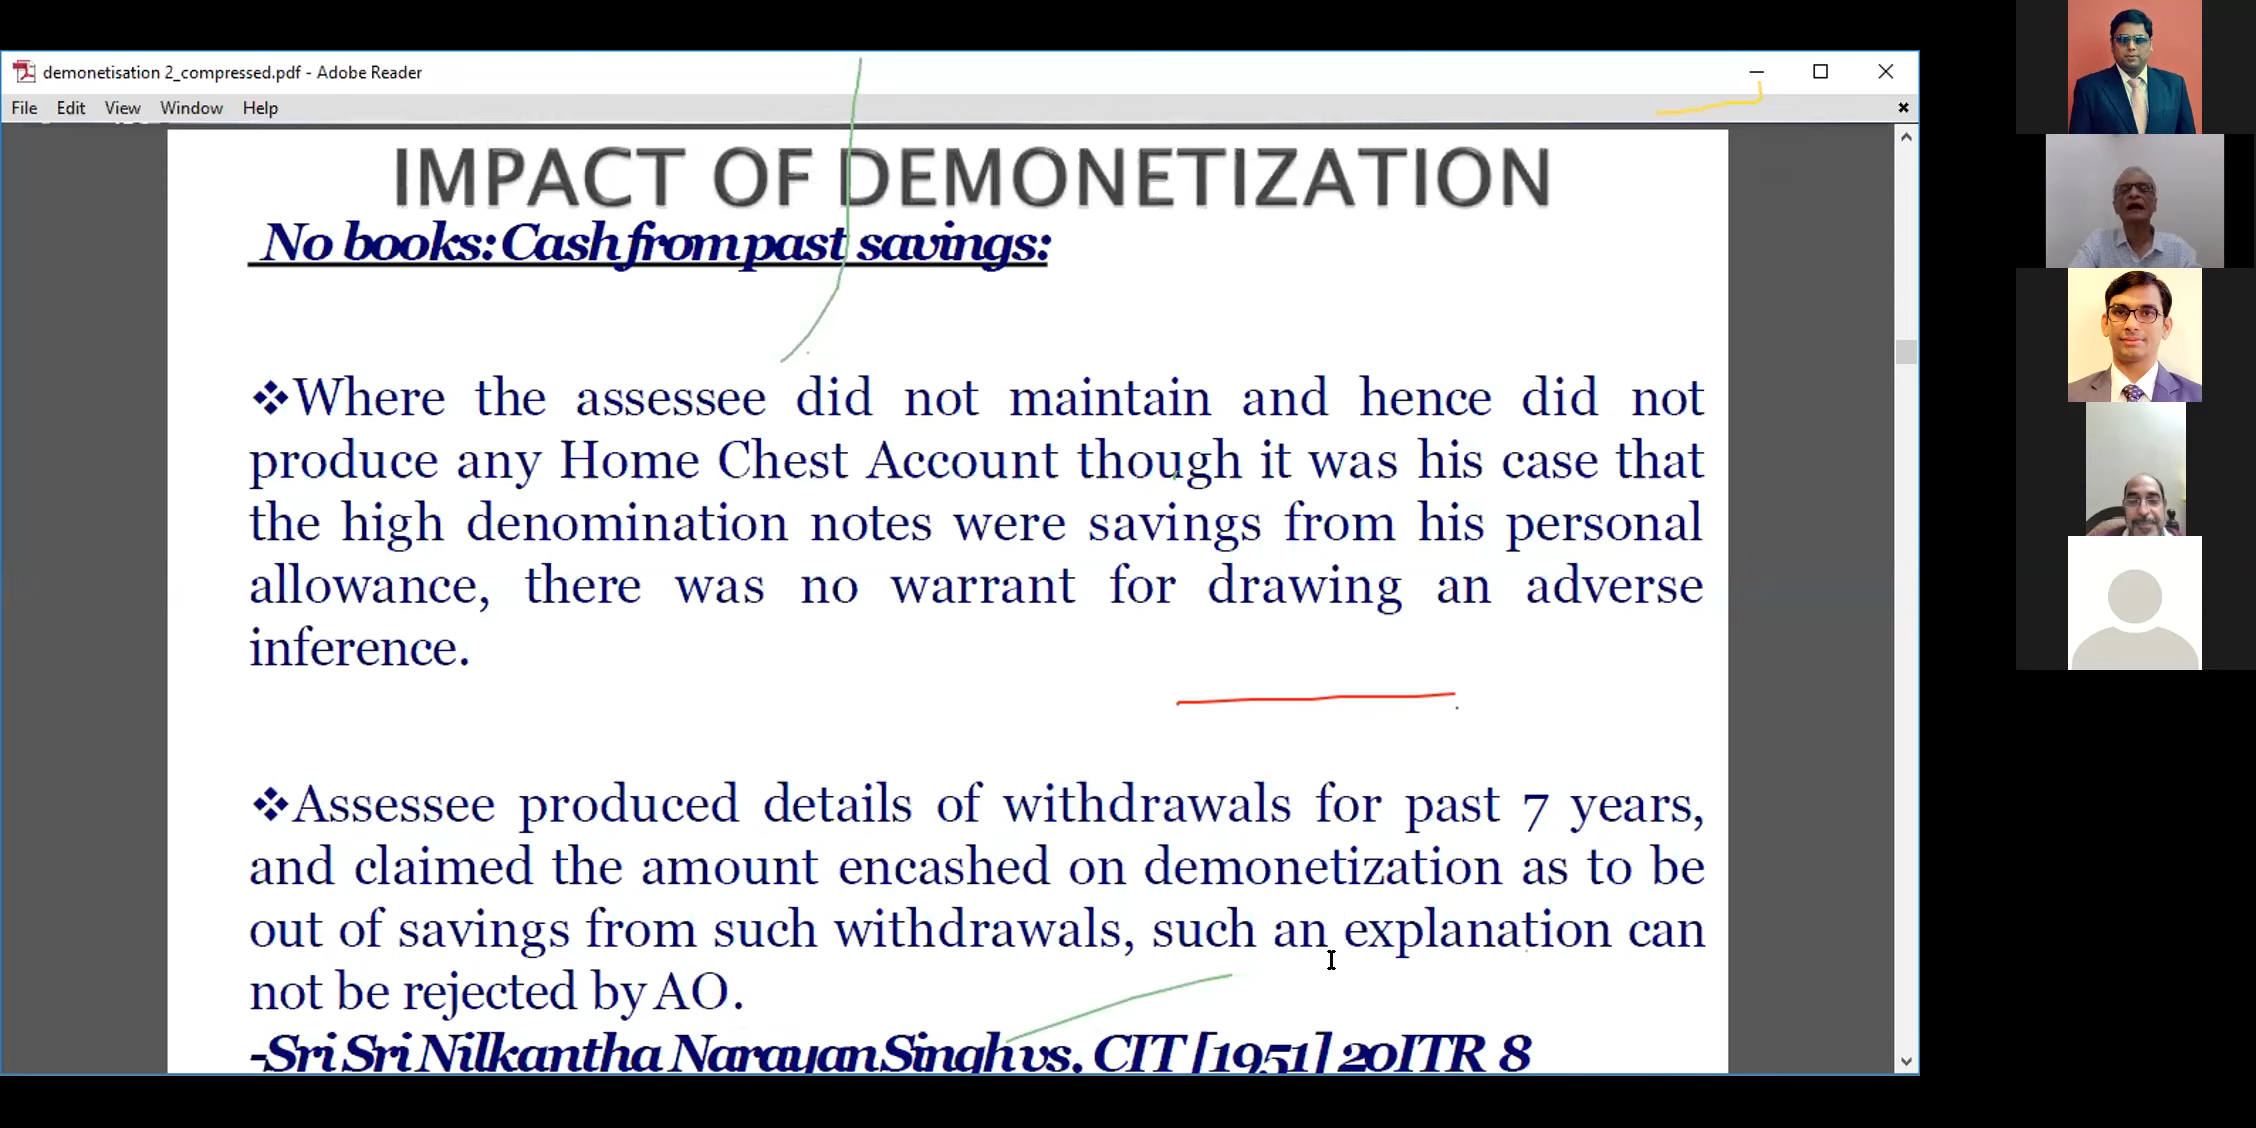 demonetisation 2_compressed.pdf - Adobe Reader
File Edit View Window Help
IMPACT OF DEMONETIZATION
No books: Cash from past savings:
❖Where the assessee did not maintain and hence did not
produce any Home Chest Account though it was his case that
the high denomination notes were savings from his personal
allowance, there was no warrant for drawing an adverse
inference.
❖Assessee produced details of withdrawals for past 7 years,
and claimed the amount encashed on demonetization as to be
out of savings from such withdrawals, such an explanation can
not be rejected by AO.
-Sri Sri Nilkantha Narayan Singh vs. CIT [1951] 20 ITR 8